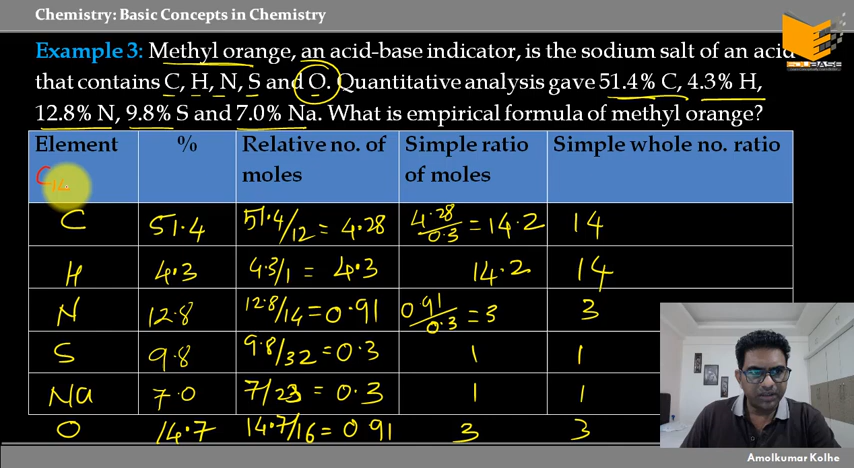 Chemistry: Basic Concepts in Chemistry
EDUBASE
Example 3: Methyl orange, an acid-base indicator, is the sodium salt of an acid
that contains C, H, N, S and O. Quantitative analysis gave 51.4% C, 4.3% H,
12.8% N, 9.8% S and 7.0% Na. What is empirical formula of methyl orange?
Element % Relative no. of moles Simple ratio of moles Simple whole no. ratio
C14
C 51.4 51.4/12 = 4.28 4.28/0.3 = 14.2 14
H 4.3 4.3/1 = 4.3 14.2 14
N 12.8 12.8/14 = 0.91 0.91/0.3 = 3 3
S 9.8 9.8/32 = 0.3 1 1
Na 7.0 7/23 = 0.3 1 1
O 14.7 14.7/16 = 0.91 3 3
Amolkumar Kolhe